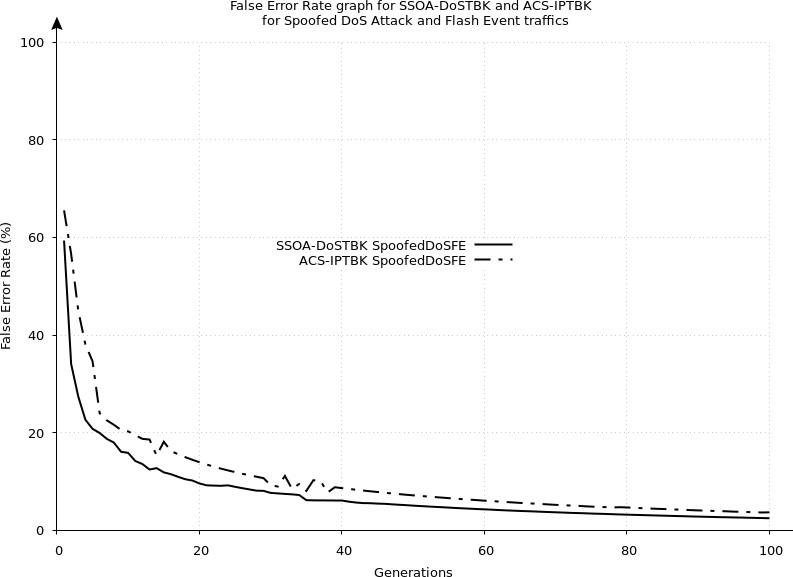 False Error Rate graph for SSOA-DoSTBK and ACS-IPTBK
for Spoofed DoS Attack and Flash Event traffics
100
80
60
40
20
0
False Error Rate (%)
SSOA-DoSTBK SpoofedDoSFE
ACS-IPTBK SpoofedDoSFE
0 20 40 60 80 100
Generations